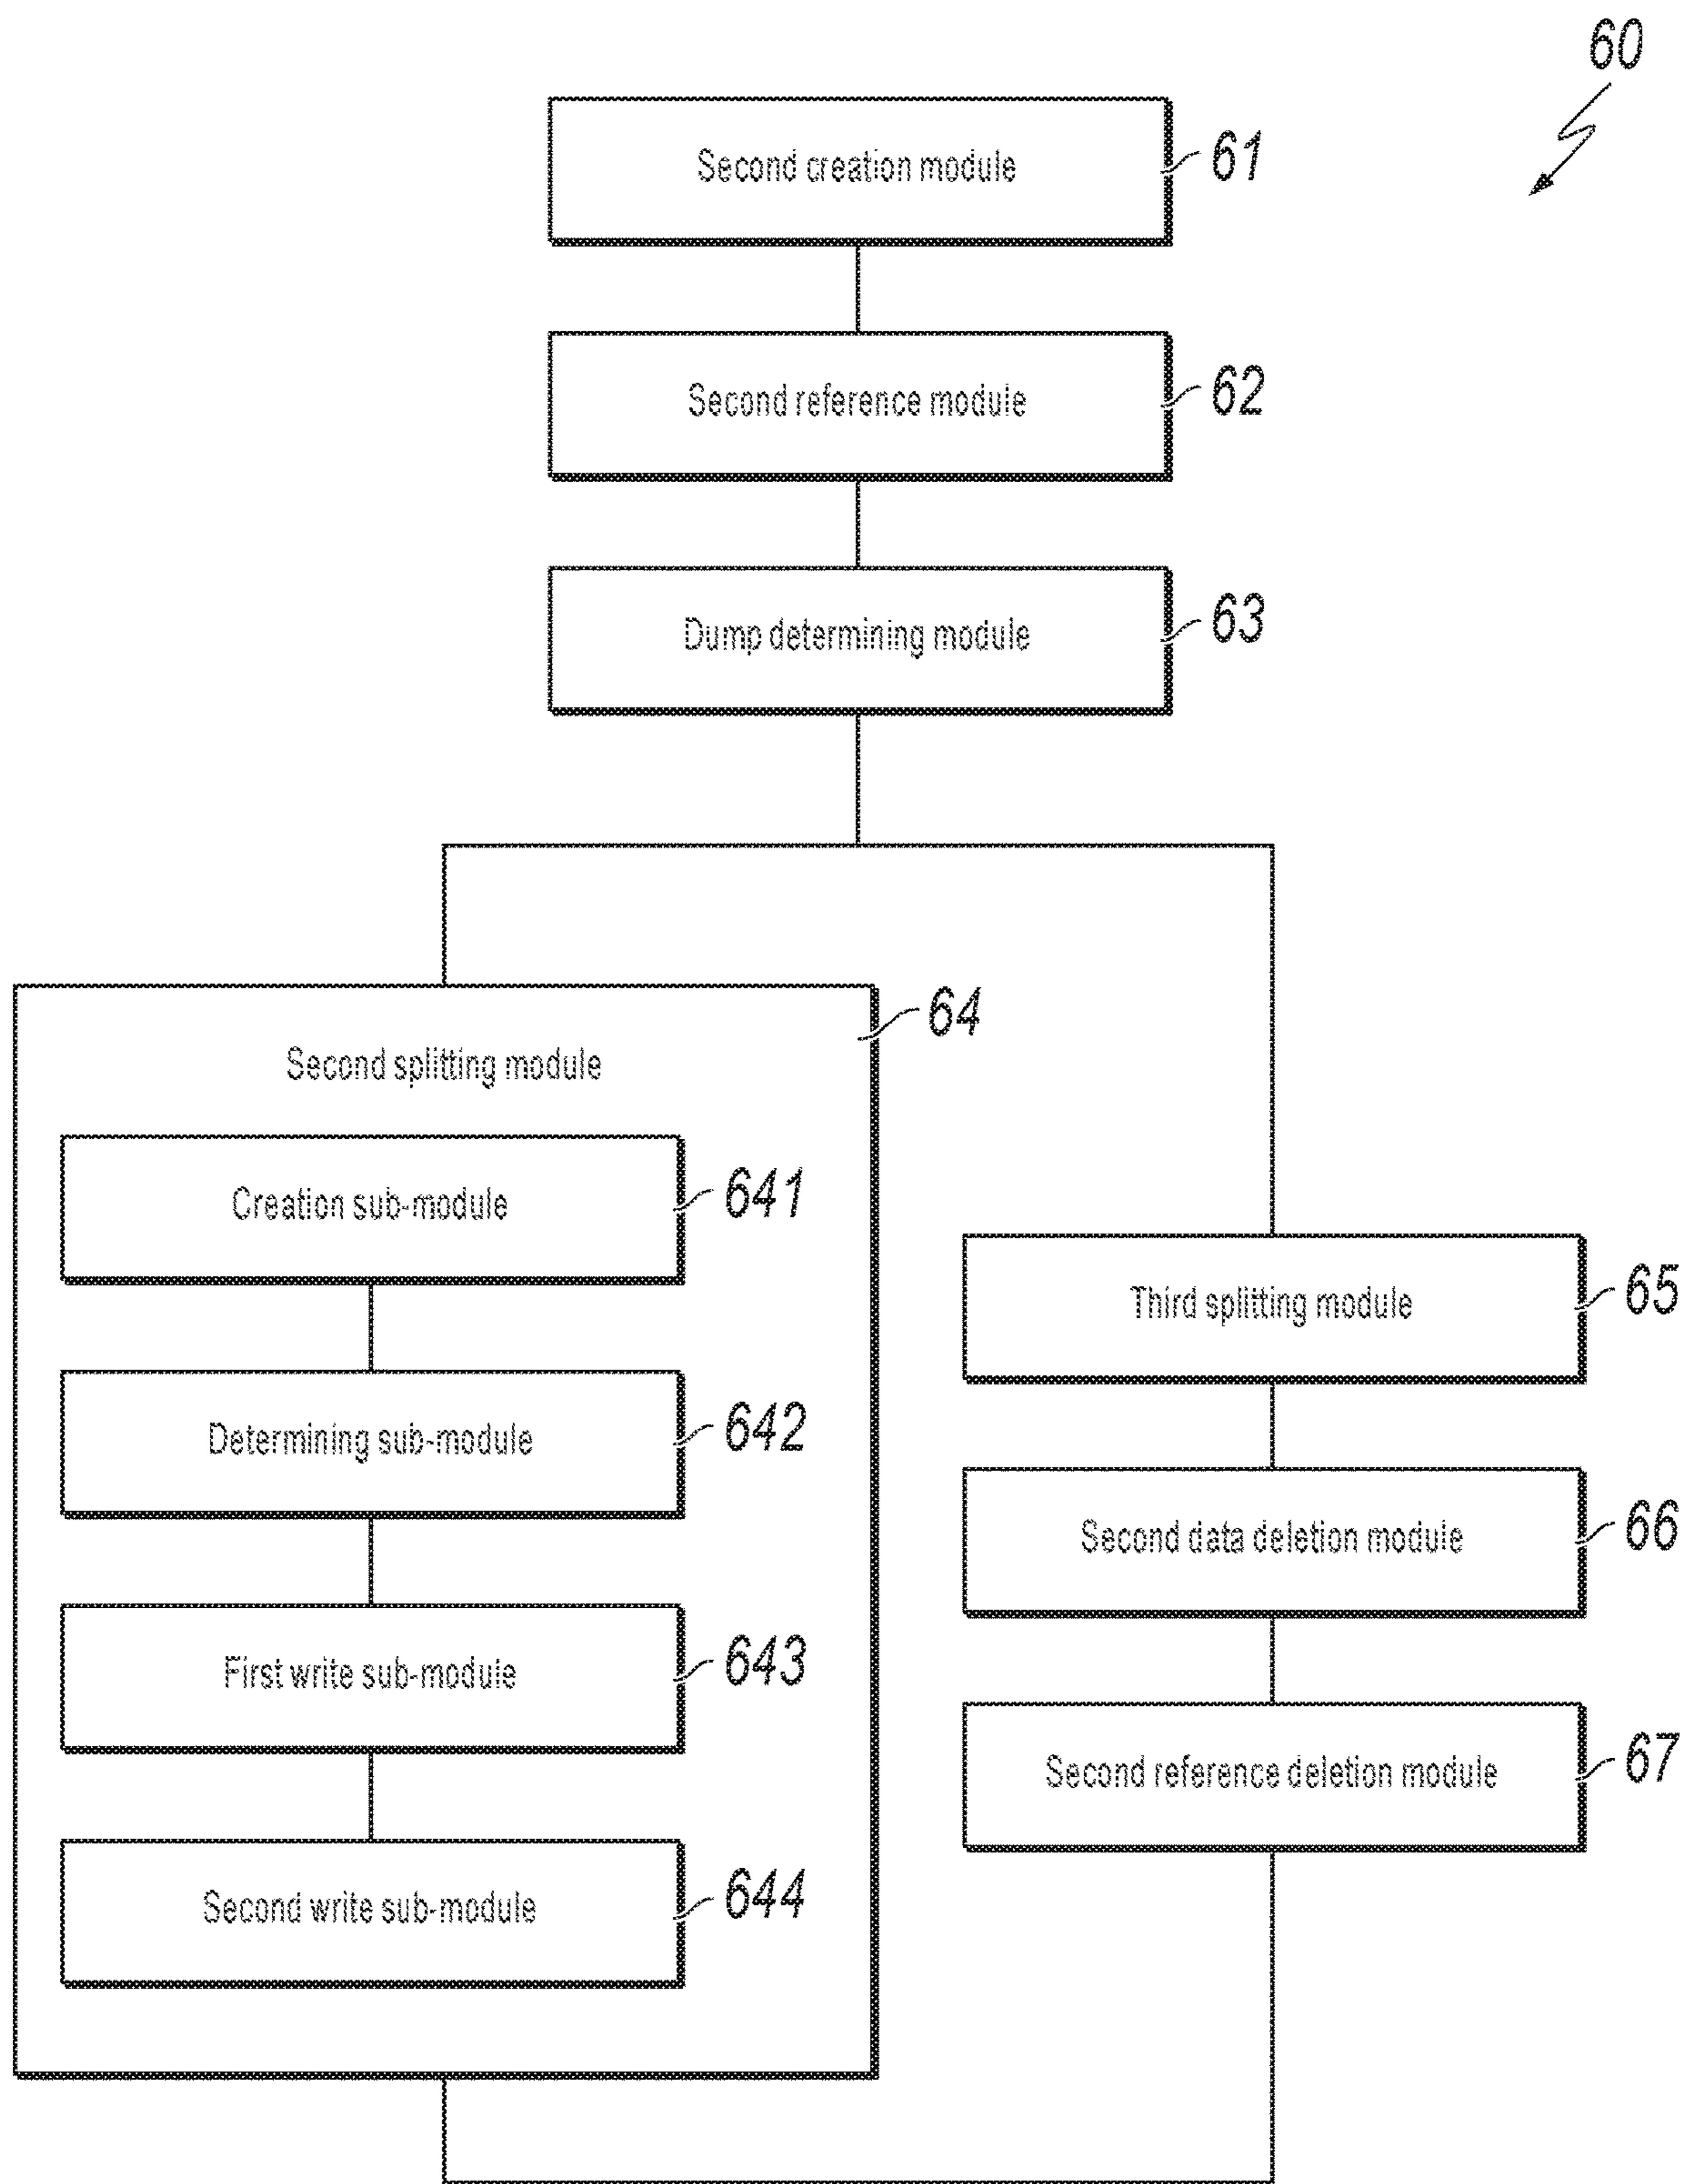 60
Second creation module
61
Second reference module
62
Dump determining module
63
64
Second splitting module
Creation sub-module
641
Determining sub-module
642
First write sub-module
643
Second write sub-module
644
Third splitting module
65
Second data deletion module
66
Second reference deletion module
67